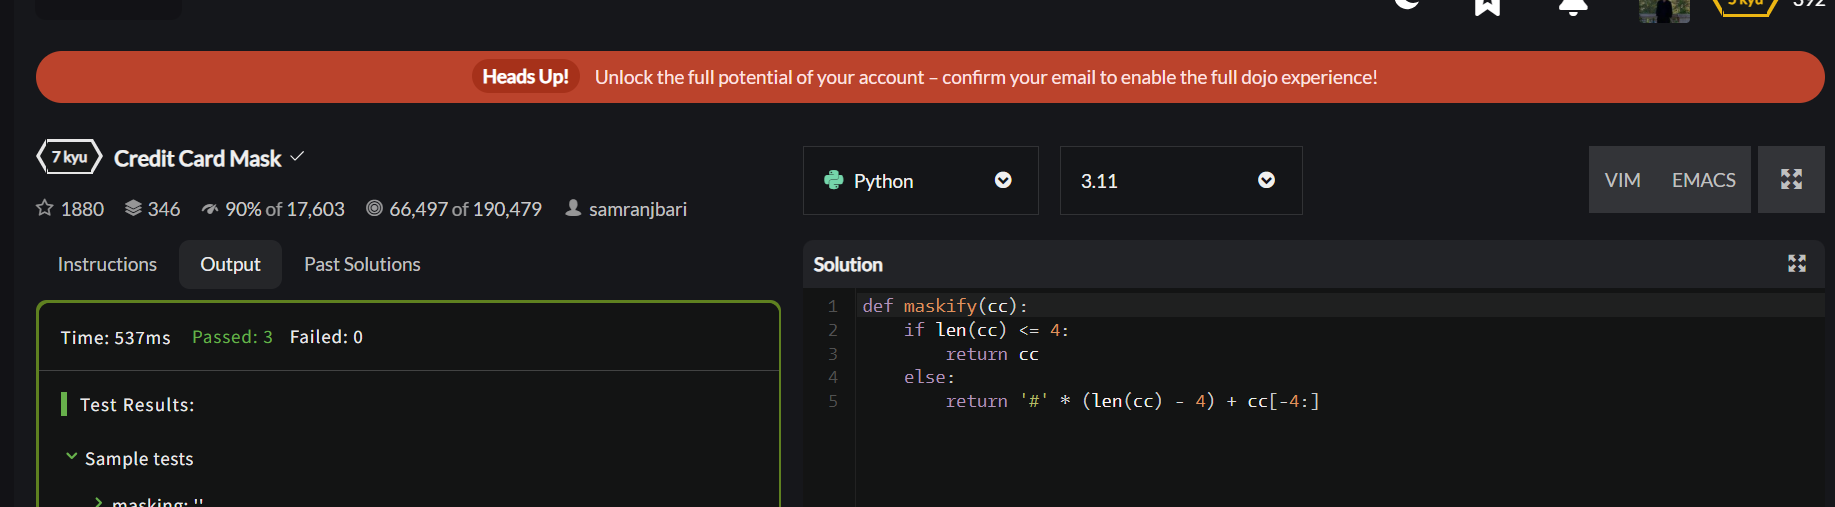 5 kyu 392
Heads Up! Unlock the full potential of your account – confirm your email to enable the full dojo experience!
7 kyu Credit Card Mask
1880 346 90% of 17,603 66,497 of 190,479 samranjbari
Python 3.11 VIM EMACS
Instructions Output Past Solutions
Solution
Time: 537ms Passed: 3 Failed: 0
Test Results:
Sample tests
masking: ''
1 def maskify(cc):
2 if len(cc) <= 4:
3 return cc
4 else:
5 return '#' * (len(cc) - 4) + cc[-4:]